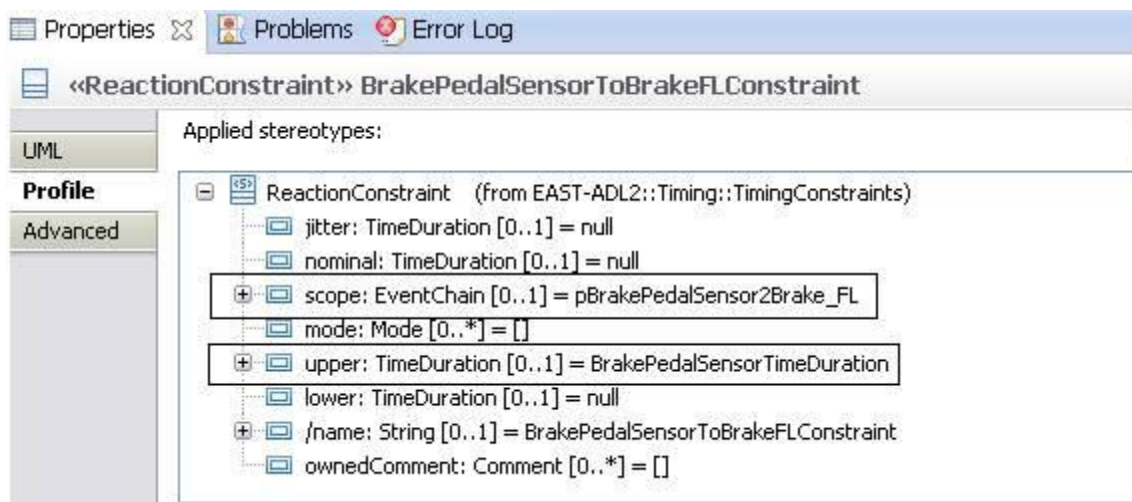 Properties Problems Error Log
«ReactionConstraint» BrakePedalSensorToBrakeFLConstraint
Applied stereotypes:
UML
Profile
Advanced
ReactionConstraint (from EAST-ADL2::Timing::TimingConstraints)
jitter: TimeDuration [0..1] = null
nominal: TimeDuration [0..1] = null
scope: EventChain [0..1] = pBrakePedalSensor2Brake_FL
mode: Mode [0..*] = []
upper: TimeDuration [0..1] = BrakePedalSensorTimeDuration
lower: TimeDuration [0..1] = null
/name: String [0..1] = BrakePedalSensorToBrakeFLConstraint
ownedComment: Comment [0..*] = []